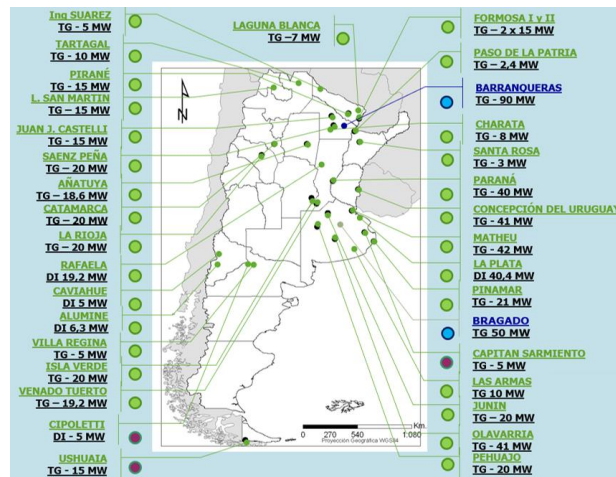 Ing SUAREZ
TG - 5 MW
TARTAGAL
TG - 10 MW
PIRANÉ
TG - 15 MW
L. SAN MARTIN
TG – 15 MW
JUAN J. CASTELLI
TG - 15 MW
SAENZ PEÑA
TG – 20 MW
AÑATUYA
TG – 18,6 MW
CATAMARCA
TG – 20 MW
LA RIOJA
TG – 20 MW
RAFAELA
DI 19,2 MW
CAVIAHUE
DI 5 MW
ALUMINE
DI 6,3 MW
VILLA REGINA
TG - 5 MW
ISLA VERDE
TG - 20 MW
VENADO TUERTO
TG – 19,2 MW
CIPOLETTI
DI - 5 MW
USHUAIA
TG - 15 MW
LAGUNA BLANCA
TG –7 MW
FORMOSA I y II
TG – 2 x 15 MW
PASO DE LA PATRIA
TG – 2,4 MW
BARRANQUERAS
TG - 90 MW
CHARATA
TG - 8 MW
SANTA ROSA
TG - 3 MW
PARANÁ
TG - 40 MW
CONCEPCIÓN DEL URUGUAY
TG - 41 MW
MATHEU
TG - 42 MW
LA PLATA
DI 40,4 MW
PINAMAR
TG - 21 MW
BRAGADO
TG 50 MW
CAPITAN SARMIENTO
TG - 5 MW
LAS ARMAS
TG 10 MW
JUNIN
TG – 20 MW
OLAVARRIA
TG - 41 MW
PEHUAJO
TG - 20 MW
N
Km.
0 270 540 1.080
Proyección Geográfica WGS84